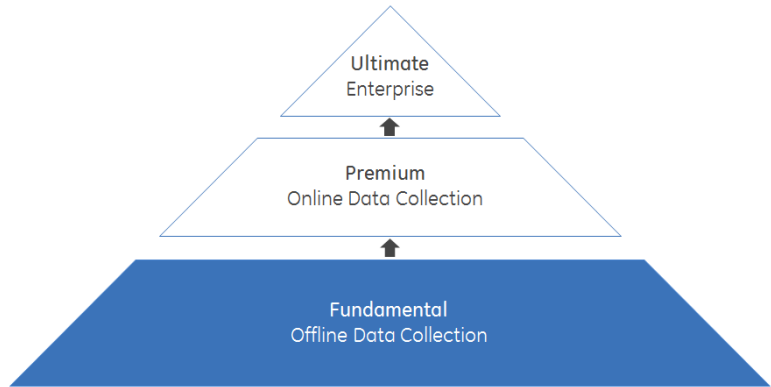 Ultimate
Enterprise
Premium
Online Data Collection
Fundamental
Offline Data Collection